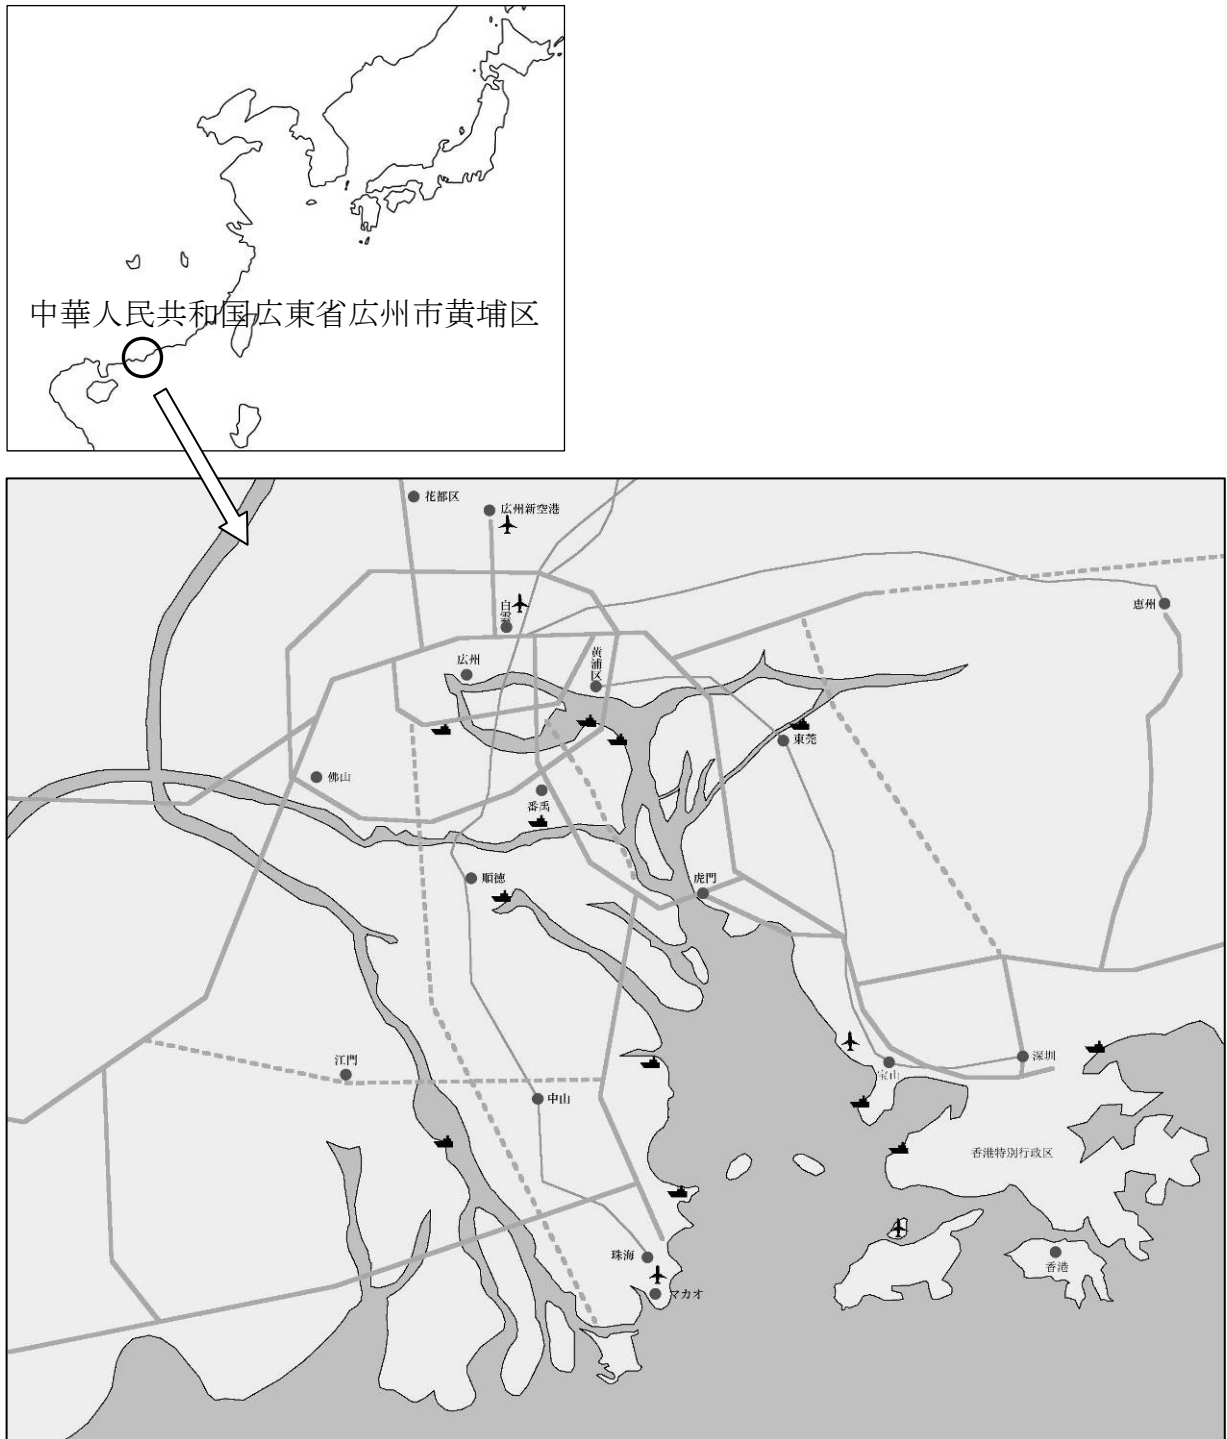 中華人民共和国広東省広州市黄埔区
花都区
広州新空港
恵州
白雲
広州
黄浦区
東莞
佛山
番禹
順徳
虎門
江門
中山
宝山
深圳
香港特別行政区
珠海
マカオ
香港